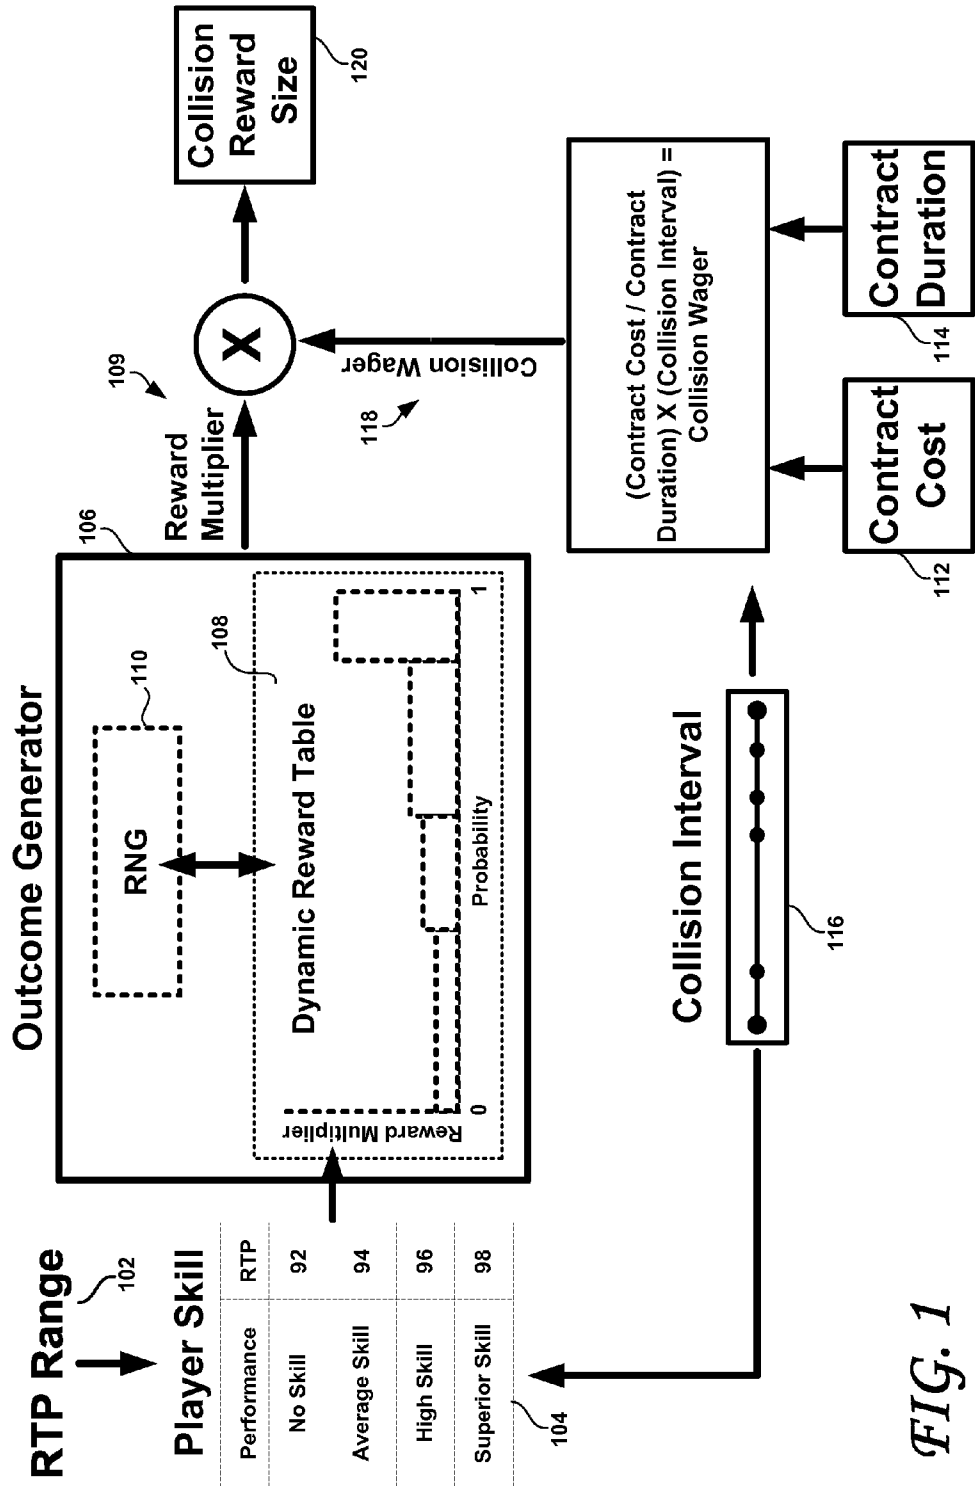 RTP Range
102
Player Skill
Performance RTP
No Skill 92
Average Skill 94
High Skill 96
Superior Skill 98
104
Outcome Generator
106
RNG
110
108
Dynamic Reward Table
Reward Multiplier
0
Probability
1
Reward
Multiplier
109
X
Collision
Reward
Size
120
Collision Wager
118
(Contract Cost / Contract
Duration) X (Collision Interval) =
Collision Wager
Contract
Cost
112
Contract
Duration
114
Collision Interval
116
FIG. 1